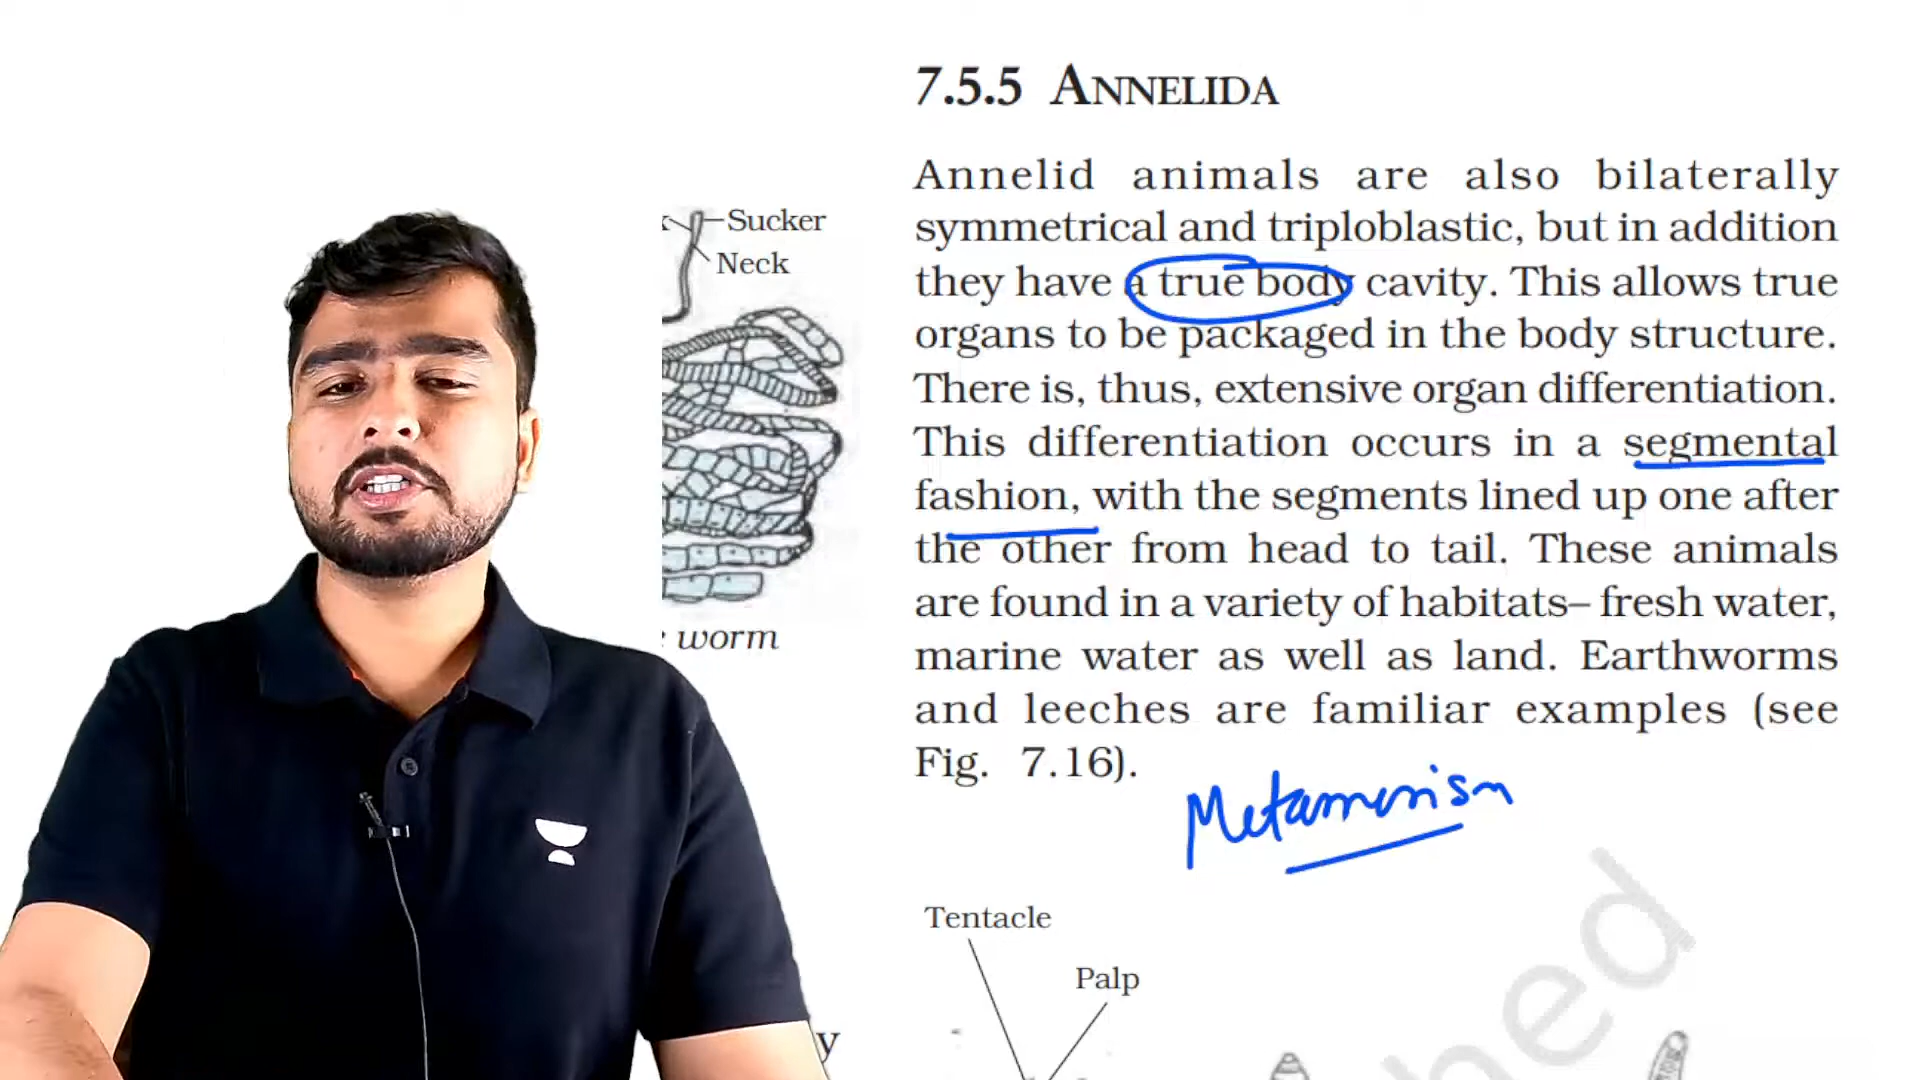 7.5.5 ANNELIDA
Sucker
Neck
worm
Annelid animals are also bilaterally
symmetrical and triploblastic, but in addition
they have a true body cavity. This allows true
organs to be packaged in the body structure.
There is, thus, extensive organ differentiation.
This differentiation occurs in a segmental
fashion, with the segments lined up one after
the other from head to tail. These animals
are found in a variety of habitats– fresh water,
marine water as well as land. Earthworms
and leeches are familiar examples (see
Fig. 7.16).
Metamerism
Tentacle
Palp
y
hed